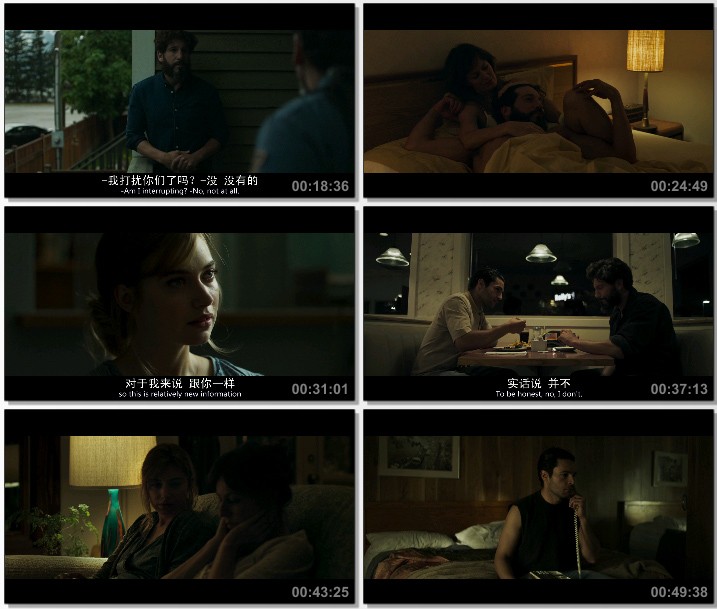 -我打扰你们了吗？-没 没有的
-Am I interrupting? -No, not at all.
00:18:36
00:24:49
对于我来说 跟你一样
so this is relatively new information
00:31:01
实话说 并不
To be honest, no, I don't.
00:37:13
00:43:25
00:49:38